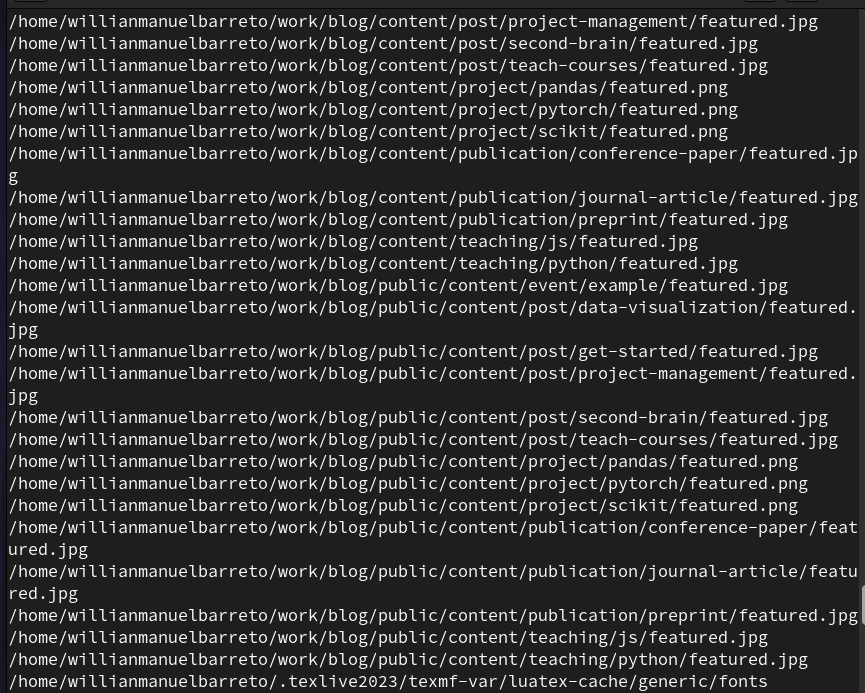 /home/willianmanuelbarreto/work/blog/content/post/project-management/featured.jpg
/home/willianmanuelbarreto/work/blog/content/post/second-brain/featured.jpg
/home/willianmanuelbarreto/work/blog/content/post/teach-courses/featured.jpg
/home/willianmanuelbarreto/work/blog/content/project/pandas/featured.png
/home/willianmanuelbarreto/work/blog/content/project/pytorch/featured.png
/home/willianmanuelbarreto/work/blog/content/project/scikit/featured.png
/home/willianmanuelbarreto/work/blog/content/publication/conference-paper/featured.jp
g
/home/willianmanuelbarreto/work/blog/content/publication/journal-article/featured.jpg
/home/willianmanuelbarreto/work/blog/content/publication/preprint/featured.jpg
/home/willianmanuelbarreto/work/blog/content/teaching/js/featured.jpg
/home/willianmanuelbarreto/work/blog/content/teaching/python/featured.jpg
/home/willianmanuelbarreto/work/blog/public/content/event/example/featured.jpg
/home/willianmanuelbarreto/work/blog/public/content/post/data-visualization/featured.
jpg
/home/willianmanuelbarreto/work/blog/public/content/post/get-started/featured.jpg
/home/willianmanuelbarreto/work/blog/public/content/post/project-management/featured.
jpg
/home/willianmanuelbarreto/work/blog/public/content/post/second-brain/featured.jpg
/home/willianmanuelbarreto/work/blog/public/content/post/teach-courses/featured.jpg
/home/willianmanuelbarreto/work/blog/public/content/project/pandas/featured.png
/home/willianmanuelbarreto/work/blog/public/content/project/pytorch/featured.png
/home/willianmanuelbarreto/work/blog/public/content/project/scikit/featured.png
/home/willianmanuelbarreto/work/blog/public/content/publication/conference-paper/feat
ured.jpg
/home/willianmanuelbarreto/work/blog/public/content/publication/journal-article/featu
red.jpg
/home/willianmanuelbarreto/work/blog/public/content/publication/preprint/featured.jpg
/home/willianmanuelbarreto/work/blog/public/content/teaching/js/featured.jpg
/home/willianmanuelbarreto/work/blog/public/content/teaching/python/featured.jpg
/home/willianmanuelbarreto/.texlive2023/texmf-var/luatex-cache/generic/fonts